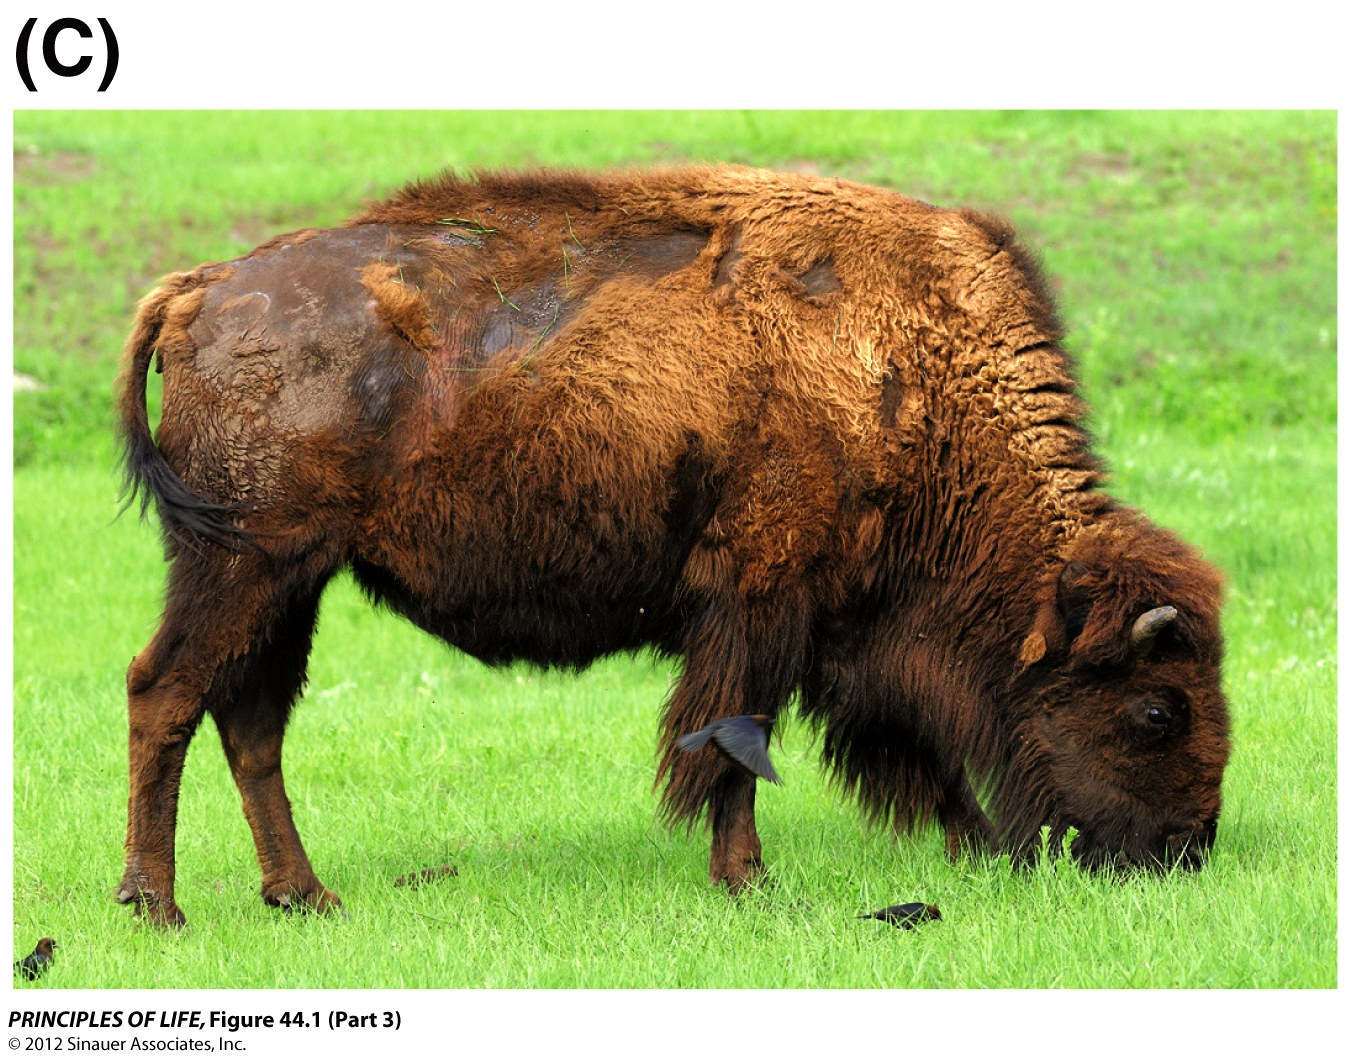 (C)
PRINCIPLES OF LIFE, Figure 44.1 (Part 3)
© 2012 Sinauer Associates, Inc.